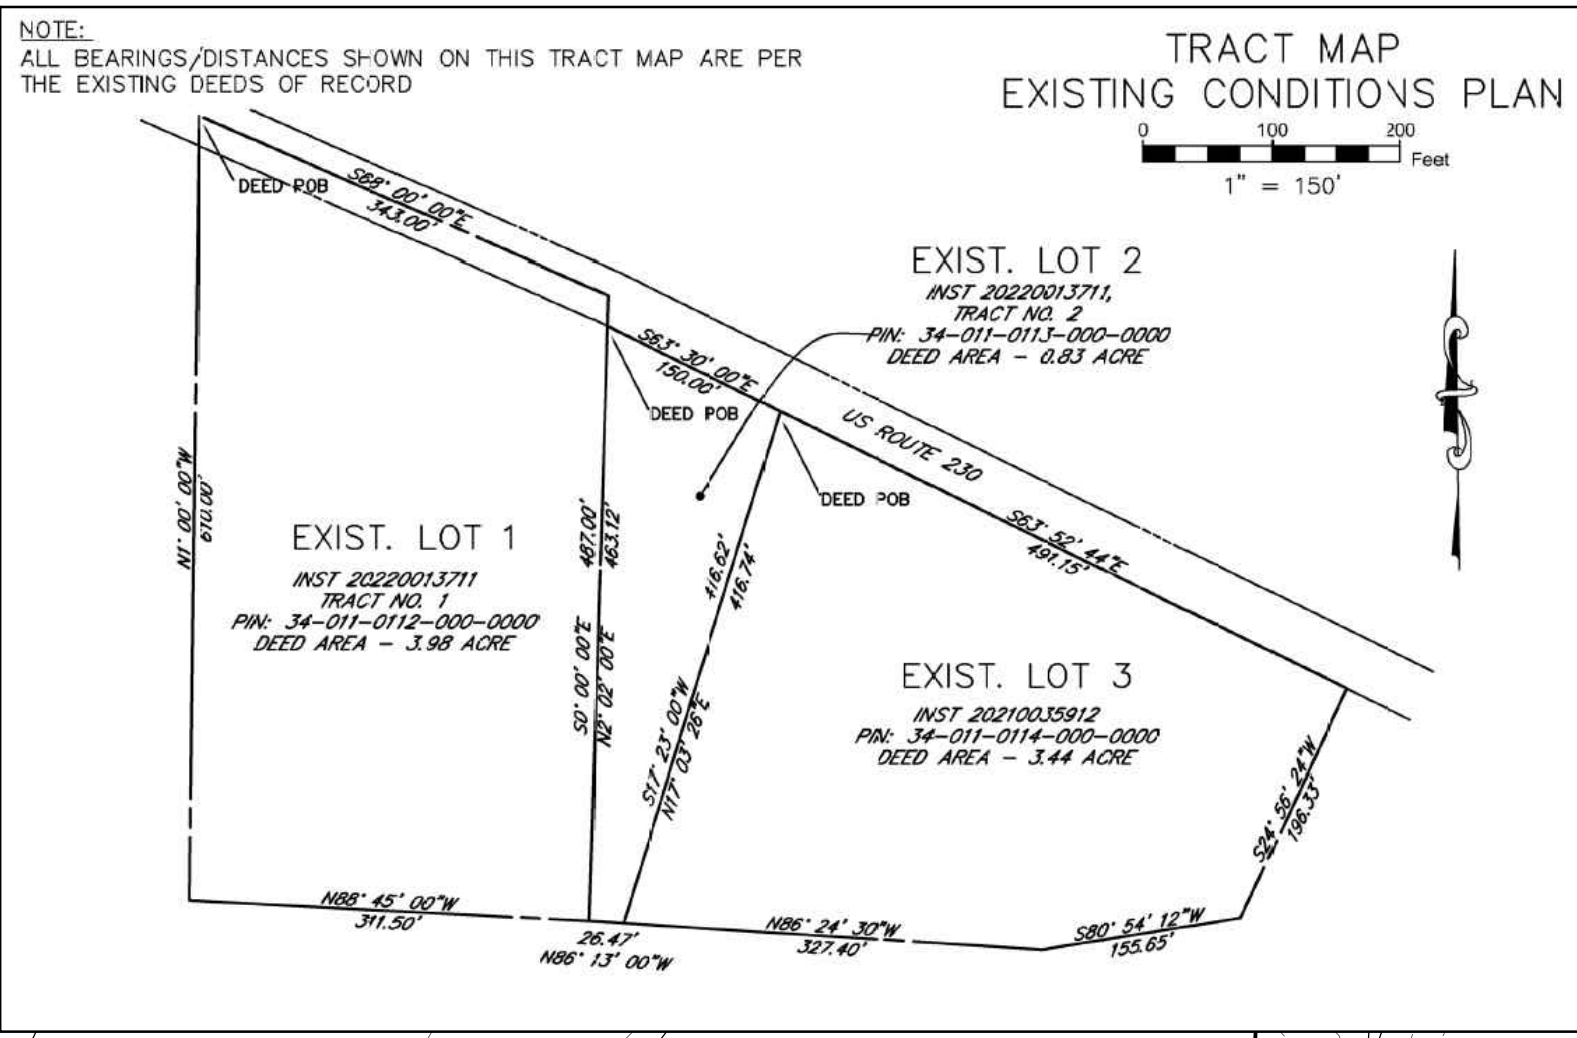 NOTE:
ALL BEARINGS/DISTANCES SHOWN ON THIS TRACT MAP ARE PER
THE EXISTING DEEDS OF RECORD
TRACT MAP
EXISTING CONDITIONS PLAN
0 100 200
Feet
1" = 150'
DEED POB
S68° 00' 00"E
343.00'
EXIST. LOT 2
INST 20220013711,
TRACT NO. 2
PIN: 34-011-0113-000-0000
DEED AREA - 0.83 ACRE
S63° 30' 00"E
150.00'
DEED POB
US ROUTE 230
DEED POB
S63° 52' 44"E
491.15'
N1° 00' 00"W
610.00'
EXIST. LOT 1
INST 20220013711
TRACT NO. 1
PIN: 34-011-0112-000-0000
DEED AREA - 3.98 ACRE
S0° 00' 00"E 487.00'
N2° 02' 00"E 463.12'
S17° 23' 00"W 416.62'
N17° 03' 26"E 416.74'
EXIST. LOT 3
INST 20210035912
PIN: 34-011-0114-000-0000
DEED AREA - 3.44 ACRE
S24° 56' 24"W
196.33'
N88° 45' 00"W
311.50'
26.47'
N86° 13' 00"W
N86° 24' 30"W
327.40'
S80° 54' 12"W
155.65'